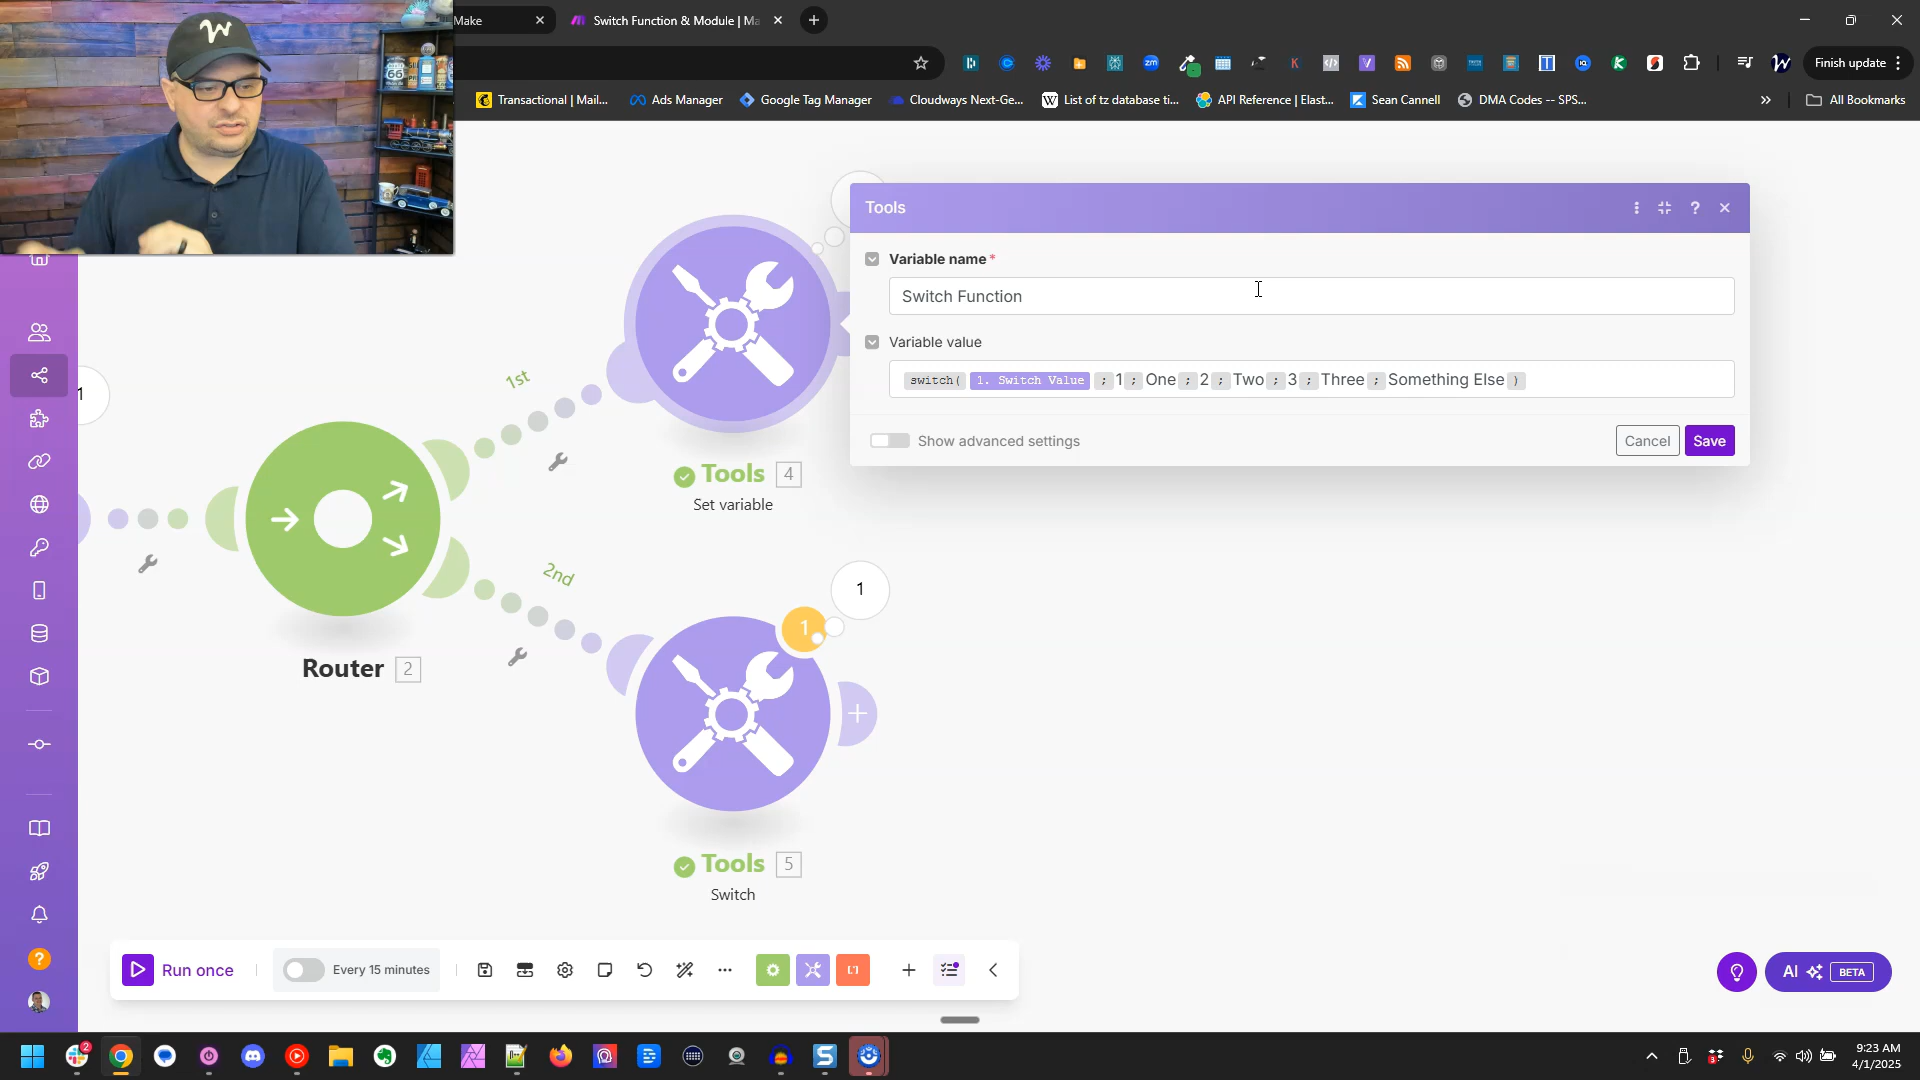 Make
Switch Function & Module | Ma
Finish update
Transactional | Mail...
Ads Manager
Google Tag Manager
Cloudways Next-Ge...
List of tz database ti...
API Reference | Elast...
Sean Cannell
DMA Codes -- SPS...
All Bookmarks
Tools
Variable name*
Switch Function
Variable value
switch( 1. Switch Value ; 1 ; One ; 2 ; Two ; 3 ; Three ; Something Else )
Show advanced settings
Cancel
Save
1
1st
Tools 4
Set variable
2nd
Router 2
1
1
Tools 5
Switch
Run once
Every 15 minutes
AI BETA
9:23 AM
4/1/2025